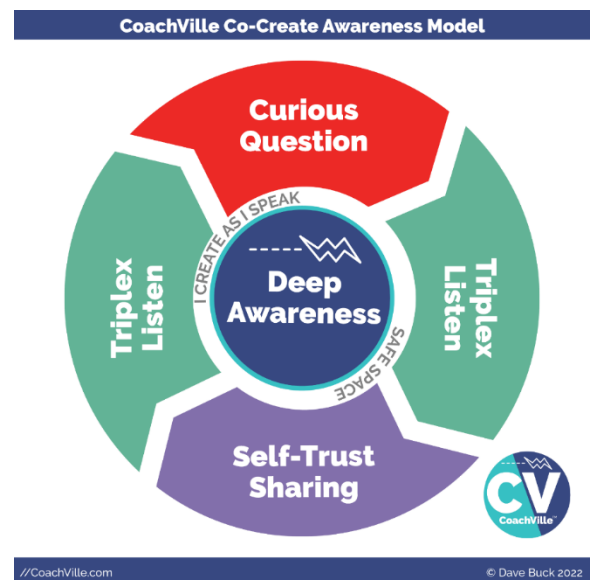 CoachVille Co-Create Awareness Model
Curious
Question
I CREATE AS I SPEAK
Deep
Awareness
Triplex
Listen
Triplex
Listen
SAFE SPACE
Self-Trust
Sharing
CV
CoachVille™
//CoachVille.com
© Dave Buck 2022